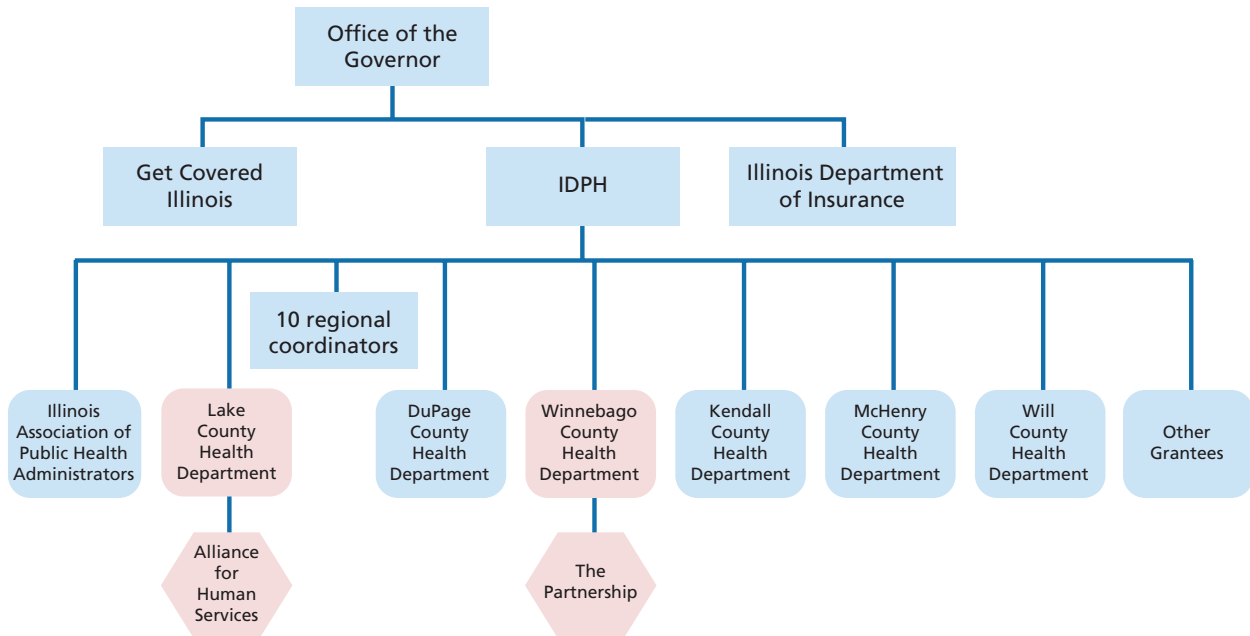 Office of the
Governor
Get Covered
Illinois
IDPH
Illinois Department
of Insurance
10 regional
coordinators
Illinois
Association of
Public Health
Administrators
Lake
County
Health
Department
DuPage
County
Health
Department
Winnebago
County
Health
Department
Kendall
County
Health
Department
McHenry
County
Health
Department
Will
County
Health
Department
Other
Grantees
Alliance
for
Human
Services
The
Partnership